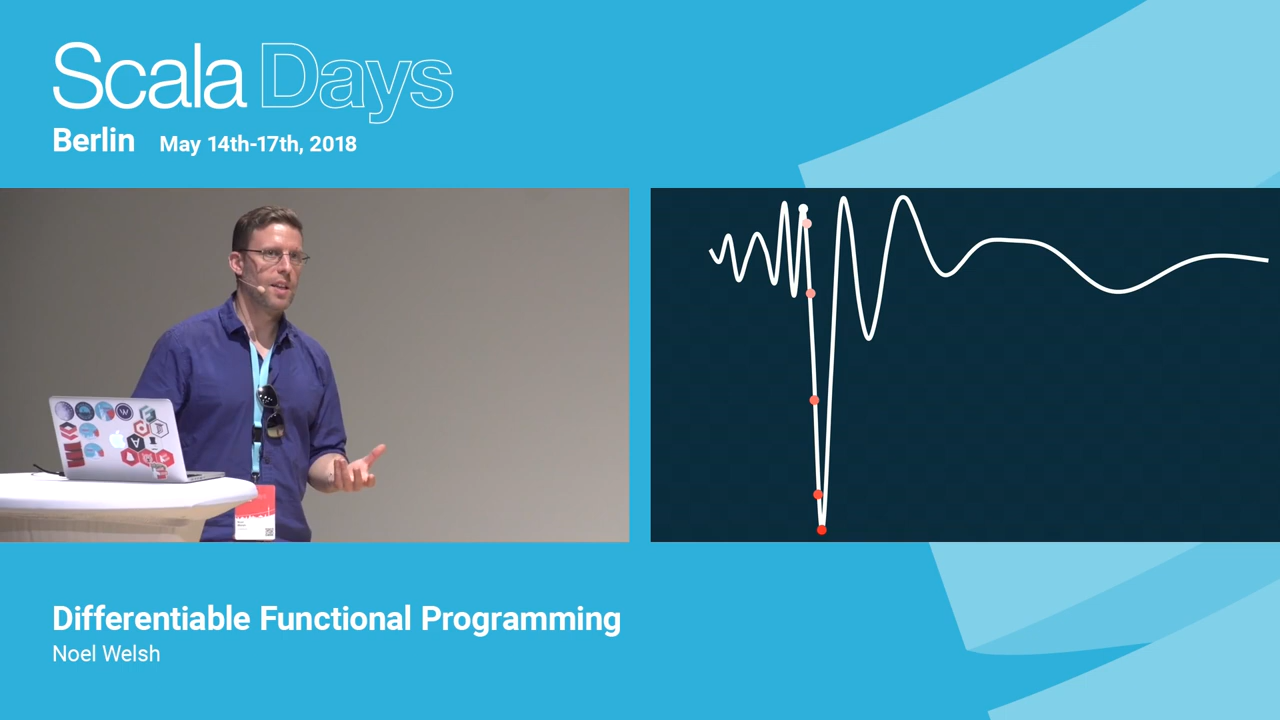 Scala Days
Berlin May 14th-17th, 2018
W
A
Differentiable Functional Programming
Noel Welsh